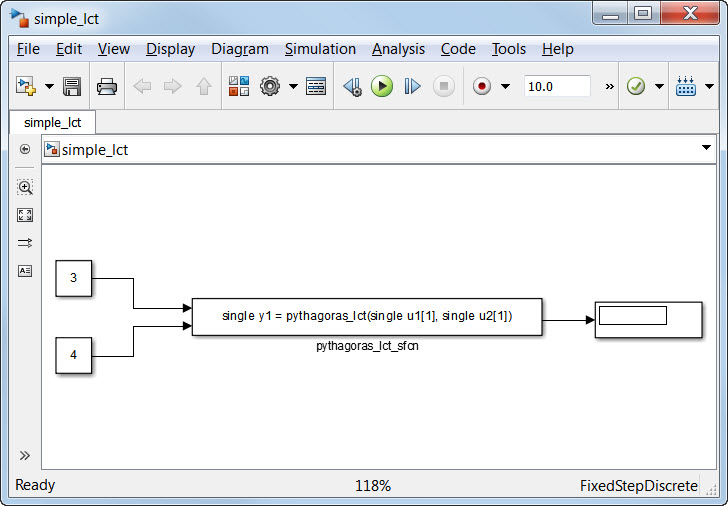 simple_lct
File Edit View Display Diagram Simulation Analysis Code Tools Help
10.0 »
simple_lct
simple_lct
3
single y1 = pythagoras_lct(single u1[1], single u2[1])
4
pythagoras_lct_sfcn
»
Ready 118% FixedStepDiscrete